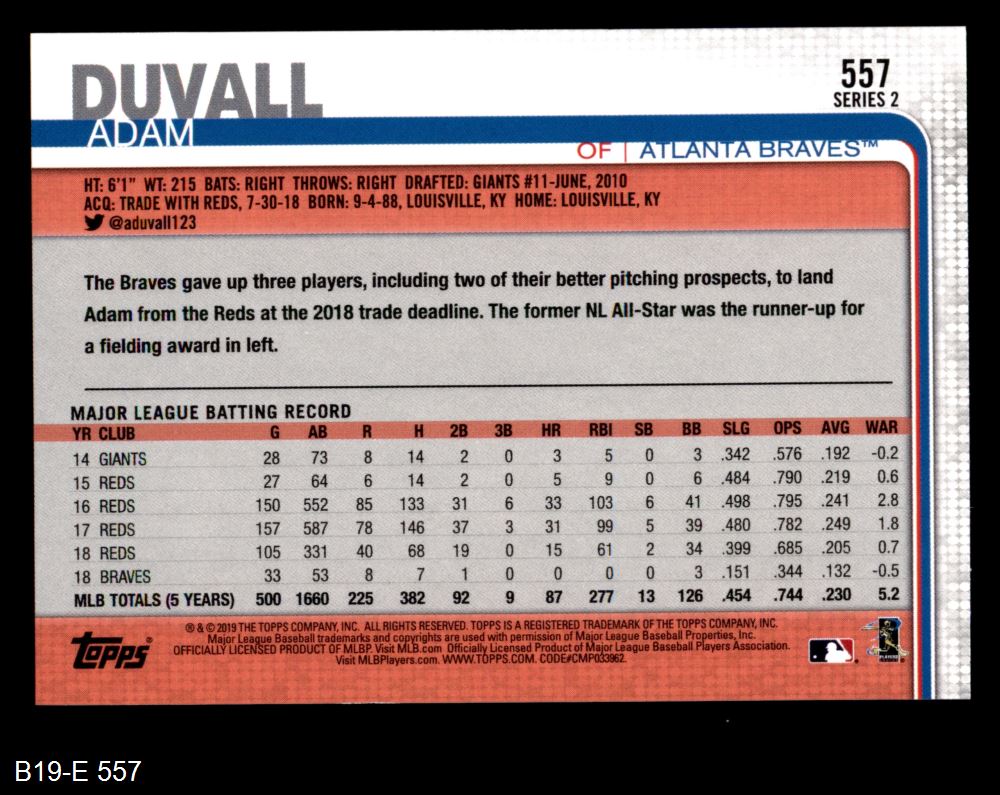 DUVALL
ADAM
557
SERIES 2
OF | ATLANTA BRAVES™
HT: 6'1" WT: 215 BATS: RIGHT THROWS: RIGHT DRAFTED: GIANTS #11-JUNE, 2010
ACQ: TRADE WITH REDS, 7-30-18 BORN: 9-4-88, LOUISVILLE, KY HOME: LOUISVILLE, KY
@aduvall123
The Braves gave up three players, including two of their better pitching prospects, to land
Adam from the Reds at the 2018 trade deadline. The former NL All-Star was the runner-up for
a fielding award in left.
MAJOR LEAGUE BATTING RECORD
YR CLUB G AB R H 2B 3B HR RBI SB BB SLG OPS AVG WAR
14 GIANTS 28 73 8 14 2 0 3 5 0 3 .342 .576 .192 -0.2
15 REDS 27 64 6 14 2 0 5 9 0 6 .484 .790 .219 0.6
16 REDS 150 552 85 133 31 6 33 103 6 41 .498 .795 .241 2.8
17 REDS 157 587 78 146 37 3 31 99 5 39 .480 .782 .249 1.8
18 REDS 105 331 40 68 19 0 15 61 2 34 .399 .685 .205 0.7
18 BRAVES 33 53 8 7 1 0 0 0 0 3 .151 .344 .132 -0.5
MLB TOTALS (5 YEARS) 500 1660 225 382 92 9 87 277 13 126 .454 .744 .230 5.2
Topps®
® & © 2019 THE TOPPS COMPANY, INC. ALL RIGHTS RESERVED. TOPPS IS A REGISTERED TRADEMARK OF THE TOPPS COMPANY, INC.
Major League Baseball trademarks and copyrights are used with permission of Major League Baseball Properties, Inc.
OFFICIALLY LICENSED PRODUCT OF MLBP. Visit MLB.com Officially Licensed Product of Major League Baseball Players Association.
Visit MLBPlayers.com. WWW.TOPPS.COM. CODE#CMP033962.
PLAYERS
B19-E 557